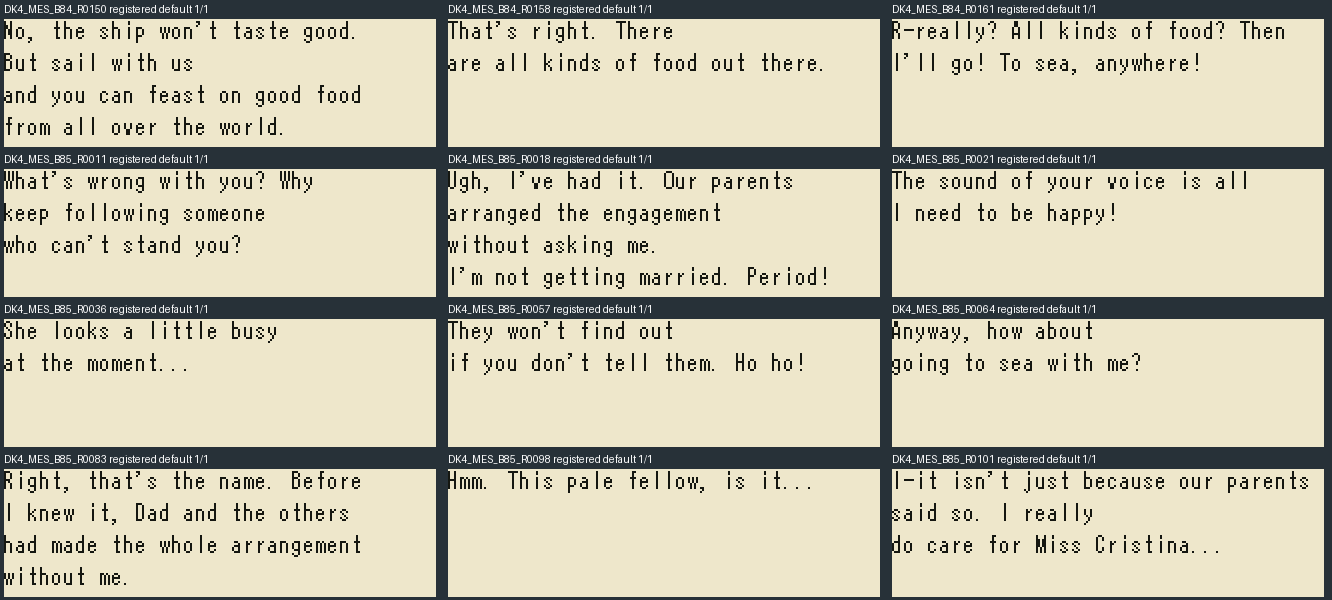 DK4_MES_B84_R0150 registered default 1/1
No, the ship won't taste good.
But sail with us
and you can feast on good food
from all over the world.
DK4_MES_B84_R0158 registered default 1/1
That's right. There
are all kinds of food out there.
DK4_MES_B84_R0161 registered default 1/1
R-really? All kinds of food? Then
I'll go! To sea, anywhere!
DK4_MES_B85_R0011 registered default 1/1
What's wrong with you? Why
keep following someone
who can't stand you?
DK4_MES_B85_R0018 registered default 1/1
Ugh, I've had it. Our parents
arranged the engagement
without asking me.
I'm not getting married. Period!
DK4_MES_B85_R0021 registered default 1/1
The sound of your voice is all
I need to be happy!
DK4_MES_B85_R0036 registered default 1/1
She looks a little busy
at the moment...
DK4_MES_B85_R0057 registered default 1/1
They won't find out
if you don't tell them. Ho ho!
DK4_MES_B85_R0064 registered default 1/1
Anyway, how about
going to sea with me?
DK4_MES_B85_R0083 registered default 1/1
Right, that's the name. Before
I knew it, Dad and the others
had made the whole arrangement
without me.
DK4_MES_B85_R0098 registered default 1/1
Hmm. This pale fellow, is it...
DK4_MES_B85_R0101 registered default 1/1
I-it isn't just because our parents
said so. I really
do care for Miss Cristina...